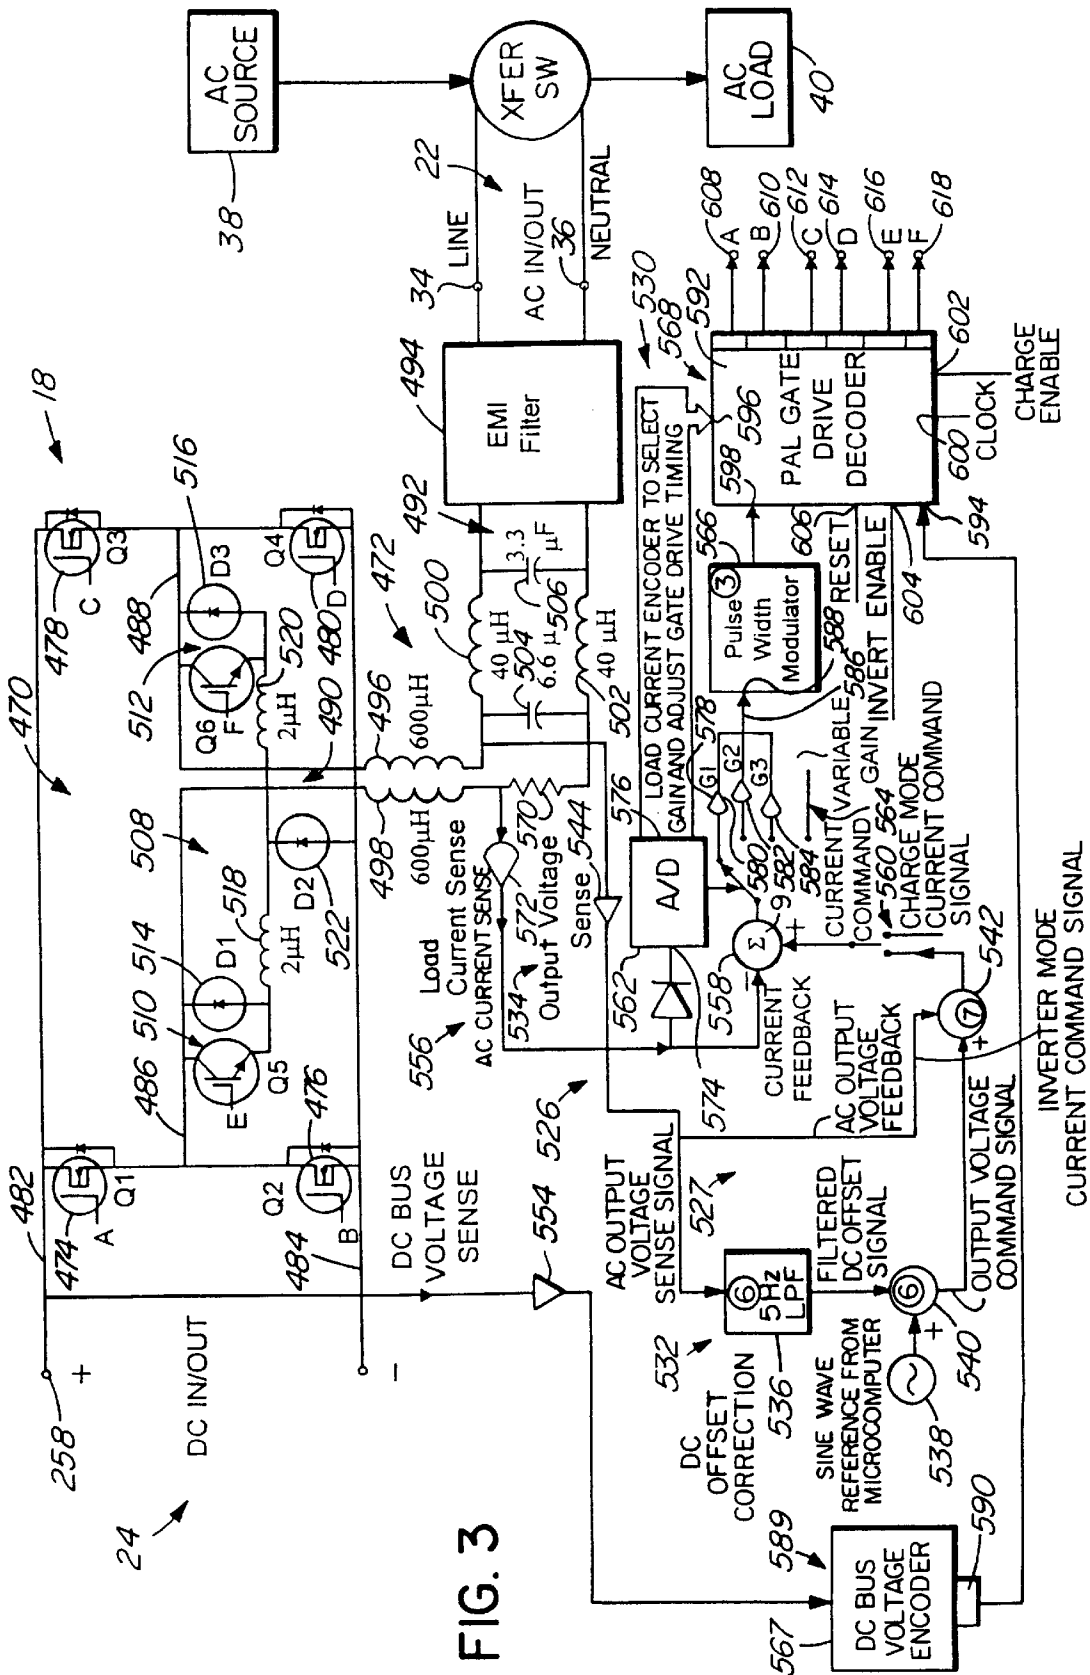 FIG. 3
24
258
+
DC IN/OUT
−
482
470
18
474
A
Q1
484
B
Q2
476
486
E
Q5
510
514
D1
518
2µH
508
D2
522
488
512
Q6
F
516
D3
520
2µH
490
478
C
Q3
480
D
Q4
DC BUS
VOLTAGE
SENSE
554
498
600µH
496
600µH
472
492
500
40 µH
504
6.6 µ
506
3.3
µF
502
40 µH
494
EMI
Filter
34
LINE
22
AC IN/OUT
36
NEUTRAL
38
AC
SOURCE
XFER
SW
AC
LOAD
40
556
Load
Current Sense
AC CURRENT SENSE
572
570
534
Output Voltage
Sense
544
526
527
AC OUTPUT
VOLTAGE
SENSE SIGNAL
562
A/D
576
574
LOAD CURRENT ENCODER TO SELECT
GAIN AND ADJUST GATE DRIVE TIMING
530
568
592
596
598
PAL GATE
DRIVE
DECODER
600
CLOCK
602
CHARGE
ENABLE
608
A
B
610
C
612
D
614
E
616
F
618
566
3
Pulse
Width
Modulator
588
586
606
RESET
INVERT ENABLE
604
594
578
G1
G2
G3
580
582
584
558
Σ
9
−
+
CURRENT
FEEDBACK
CURRENT (VARIABLE
COMMAND) GAIN
560
564
CHARGE MODE
CURRENT COMMAND
SIGNAL
AC OUTPUT
VOLTAGE
FEEDBACK
7
+
542
INVERTER MODE
CURRENT COMMAND SIGNAL
532
DC
OFFSET
CORRECTION
6
5 Hz
LPF
536
FILTERED
DC OFFSET
SIGNAL
SINE WAVE
REFERENCE FROM
MICROCOMPUTER
538
6
+
540
OUTPUT VOLTAGE
COMMAND SIGNAL
567
589
DC BUS
VOLTAGE
ENCODER
590